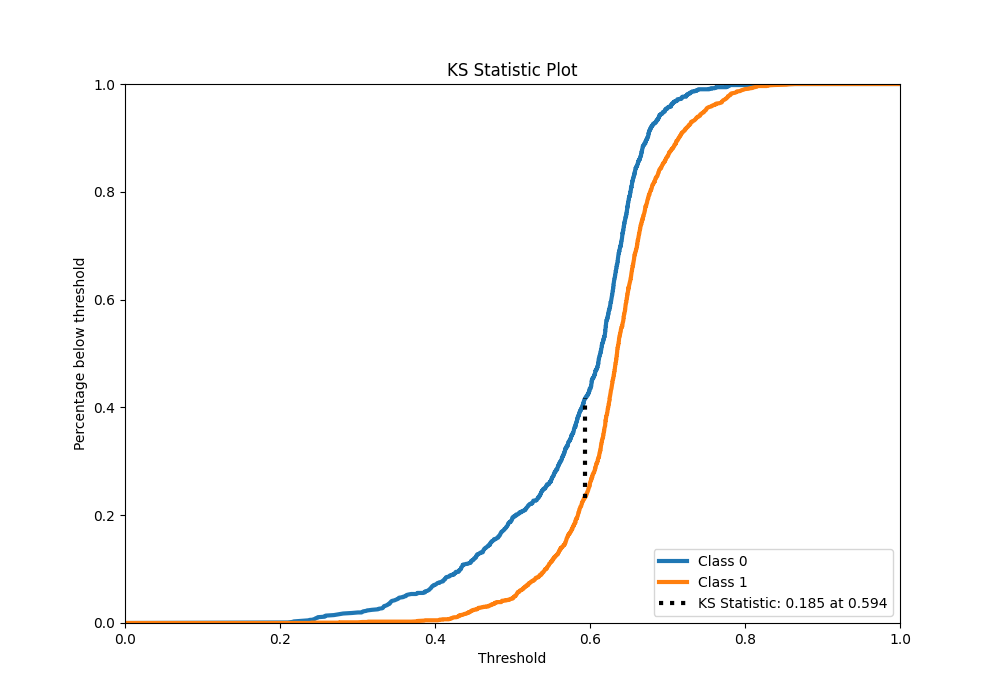 KS Statistic Plot
1.0
0.8
0.6
0.4
0.2
0.0
Percentage below threshold
0.0 0.2 0.4 0.6 0.8 1.0
Threshold
Class 0
Class 1
KS Statistic: 0.185 at 0.594